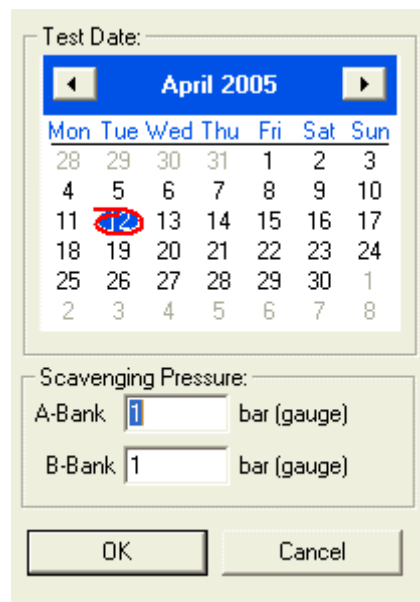 Test Date:
April 2005
Mon Tue Wed Thu Fri Sat Sun
28 29 30 31 1 2 3
4 5 6 7 8 9 10
11 12 13 14 15 16 17
18 19 20 21 22 23 24
25 26 27 28 29 30 1
2 3 4 5 6 7 8
Scavenging Pressure:
A-Bank 1 bar (gauge)
B-Bank 1 bar (gauge)
OK Cancel